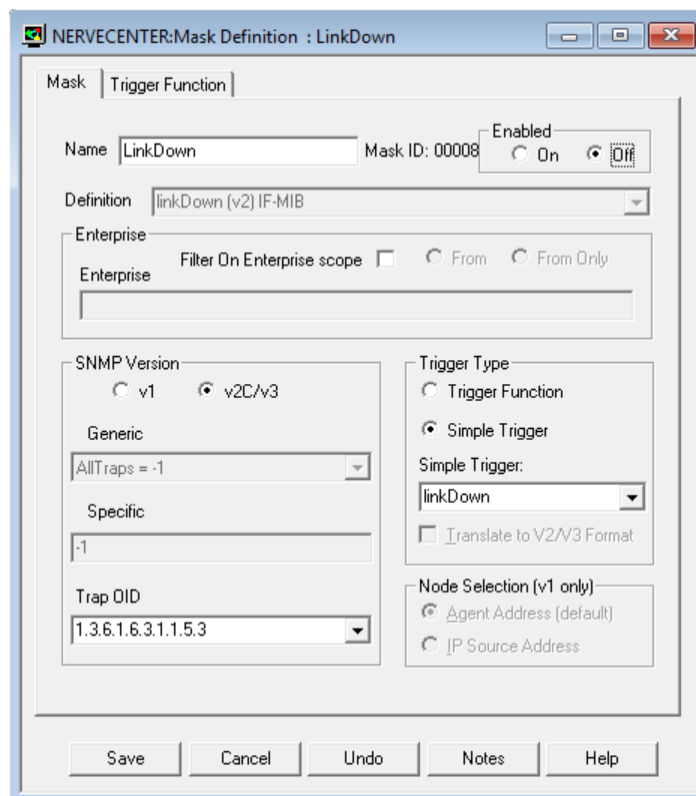 NERVECENTER:Mask Definition : LinkDown
Mask Trigger Function
Enabled
Name LinkDown Mask ID: 00008 On Off
Definition linkDown (v2) IF-MIB
Enterprise
Filter On Enterprise scope From From Only
Enterprise
SNMP Version
v1 v2C/v3
Generic
AllTraps = -1
Specific
-1
Trap OID
1.3.6.1.6.3.1.1.5.3
Trigger Type
Trigger Function
Simple Trigger
Simple Trigger:
linkDown
Translate to V2/V3 Format
Node Selection (v1 only)
Agent Address (default)
IP Source Address
Save Cancel Undo Notes Help